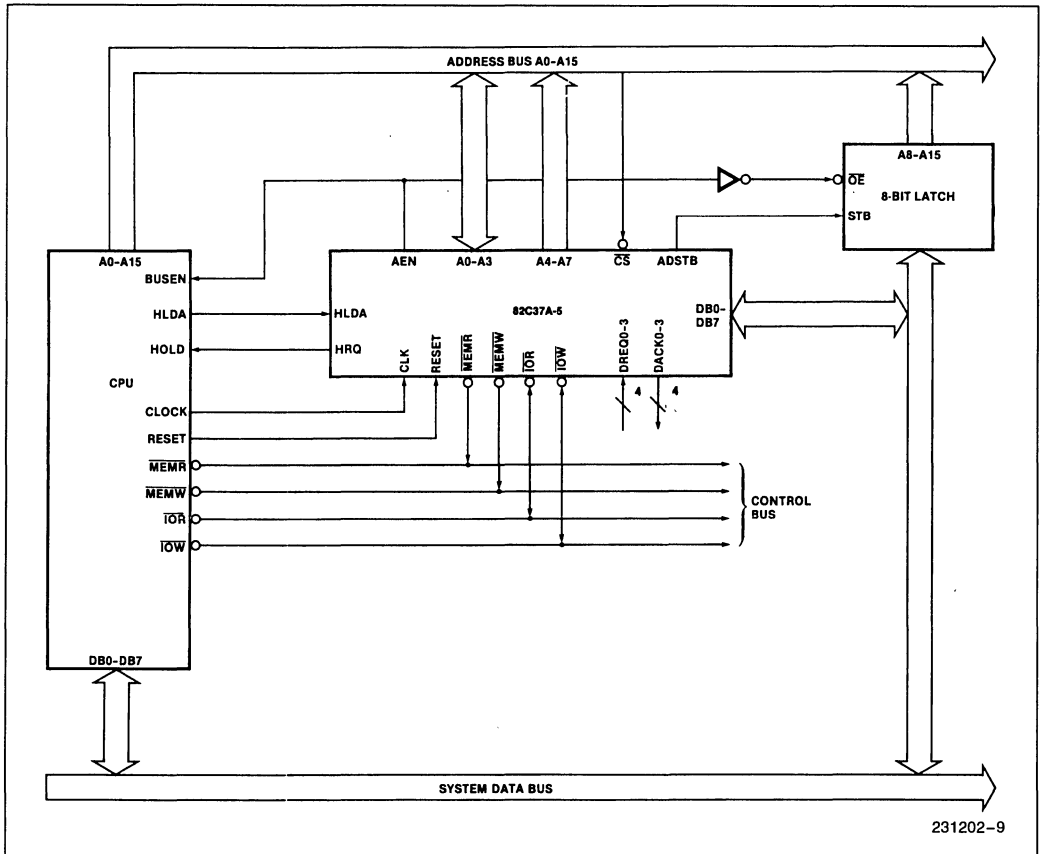 ADDRESS BUS A0-A15
A8-A15
OE
8-BIT LATCH
STB
A0-A15
BUSEN
HLDA
HOLD
CPU
CLOCK
RESET
MEMR
MEMW
IOR
IOW
DB0-DB7
AEN
A0-A3
A4-A7
CS
ADSTB
HLDA
82C37A-5
DB0-
DB7
HRQ
CLK
RESET
MEMR
MEMW
IOR
IOW
DREQ0-3
DACK0-3
4
4
CONTROL
BUS
SYSTEM DATA BUS
231202-9